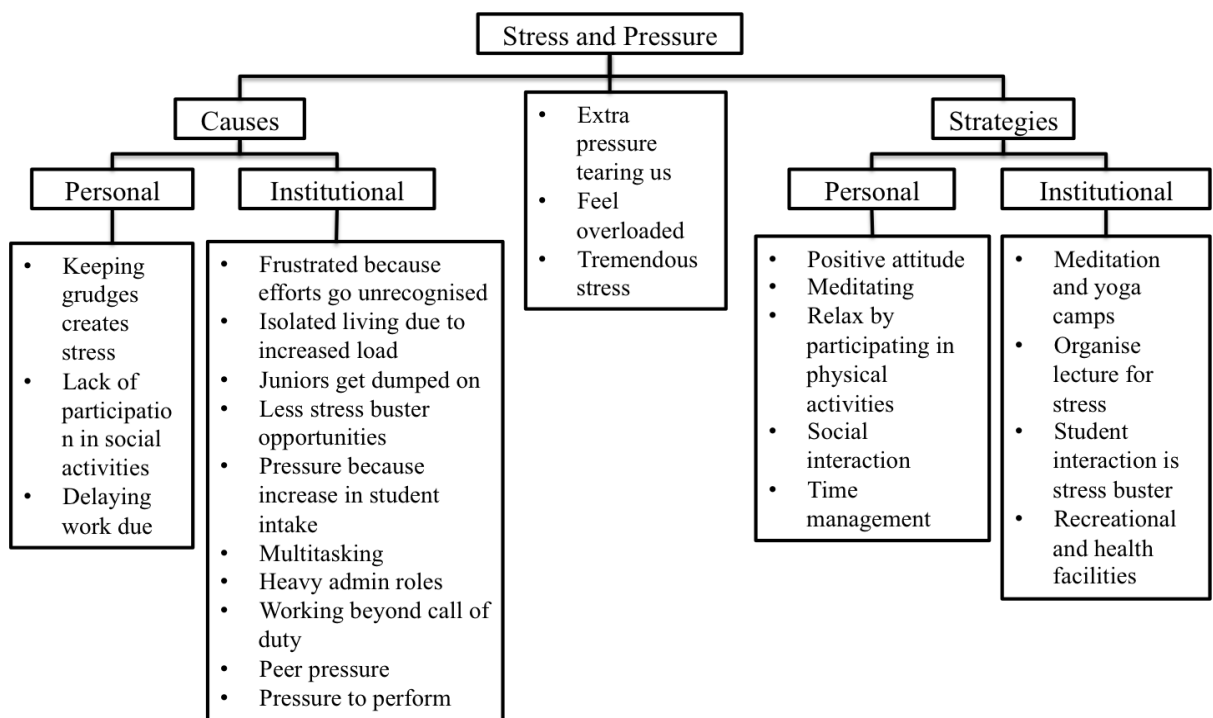 Stress and Pressure
Causes
Personal
• Keeping
grudges
creates
stress
• Lack of
participatio
n in social
activities
• Delaying
work due
Institutional
• Frustrated because
efforts go unrecognised
• Isolated living due to
increased load
• Juniors get dumped on
• Less stress buster
opportunities
• Pressure because
increase in student
intake
• Multitasking
• Heavy admin roles
• Working beyond call of
duty
• Peer pressure
• Pressure to perform
• Extra
pressure
tearing us
• Feel
overloaded
• Tremendous
stress
Strategies
Personal
• Positive attitude
• Meditating
• Relax by
participating in
physical
activities
• Social
interaction
• Time
management
Institutional
• Meditation
and yoga
camps
• Organise
lecture for
stress
• Student
interaction is
stress buster
• Recreational
and health
facilities